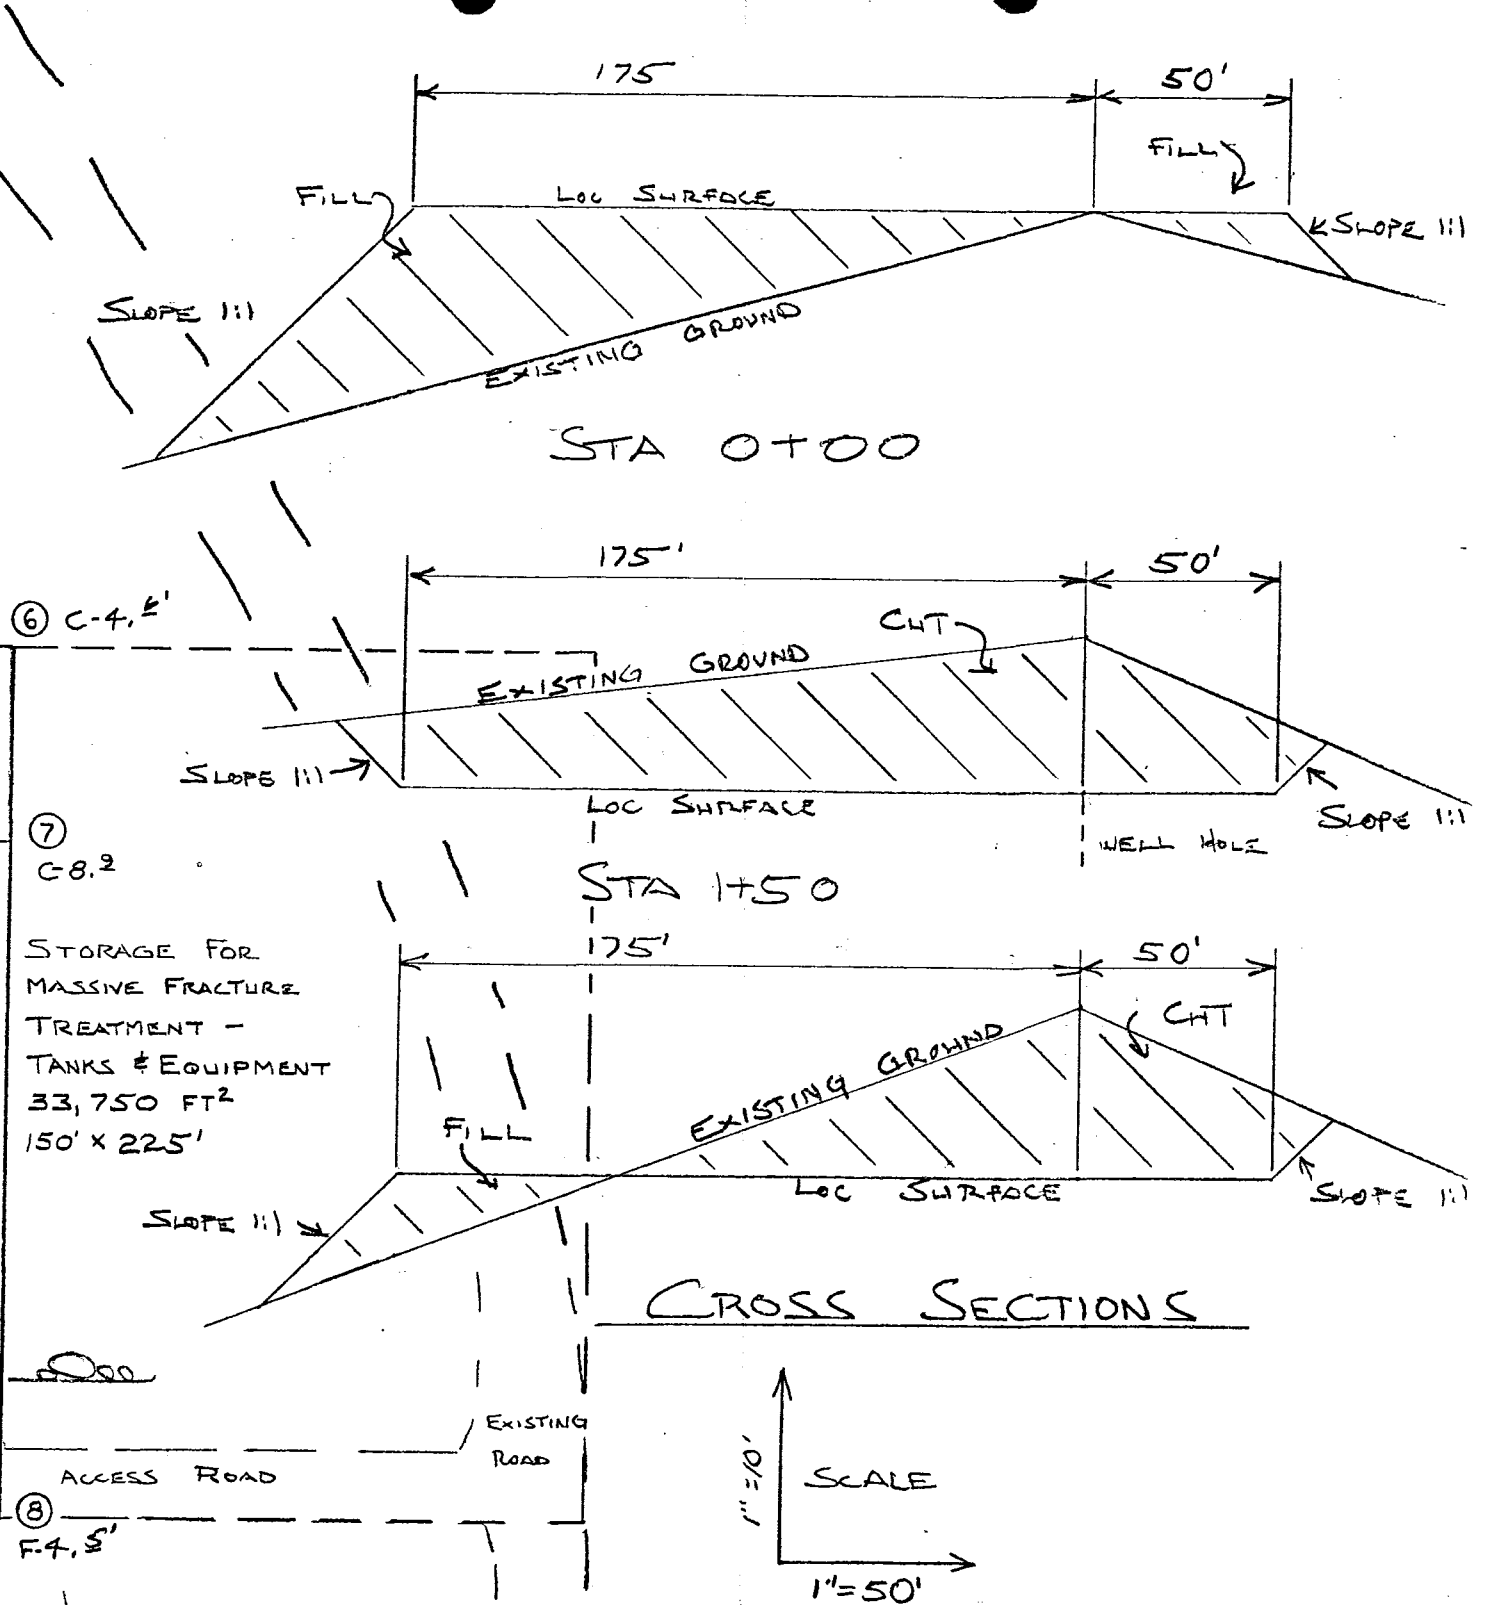 175
50'
FILL
FILL
LOC SURFACE
SLOPE 1:1
SLOPE 1:1
EXISTING GROUND
STA 0+00
175'
50'
⑥ C-4.6'
CUT
EXISTING GROUND
SLOPE 1:1
LOC SURFACE
SLOPE 1:1
WELL HOLE
⑦
C-8.9
STA 1+50
175'
50'
STORAGE FOR
MASSIVE FRACTURE
TREATMENT -
TANKS & EQUIPMENT
33,750 FT²
150' X 225'
CUT
EXISTING GROUND
FILL
LOC SURFACE
SLOPE 1:1
SLOPE 1:1
CROSS SECTIONS
EXISTING
ROAD
ACCESS ROAD
⑧
F-4.5'
1"=10'
SCALE
1"=50'